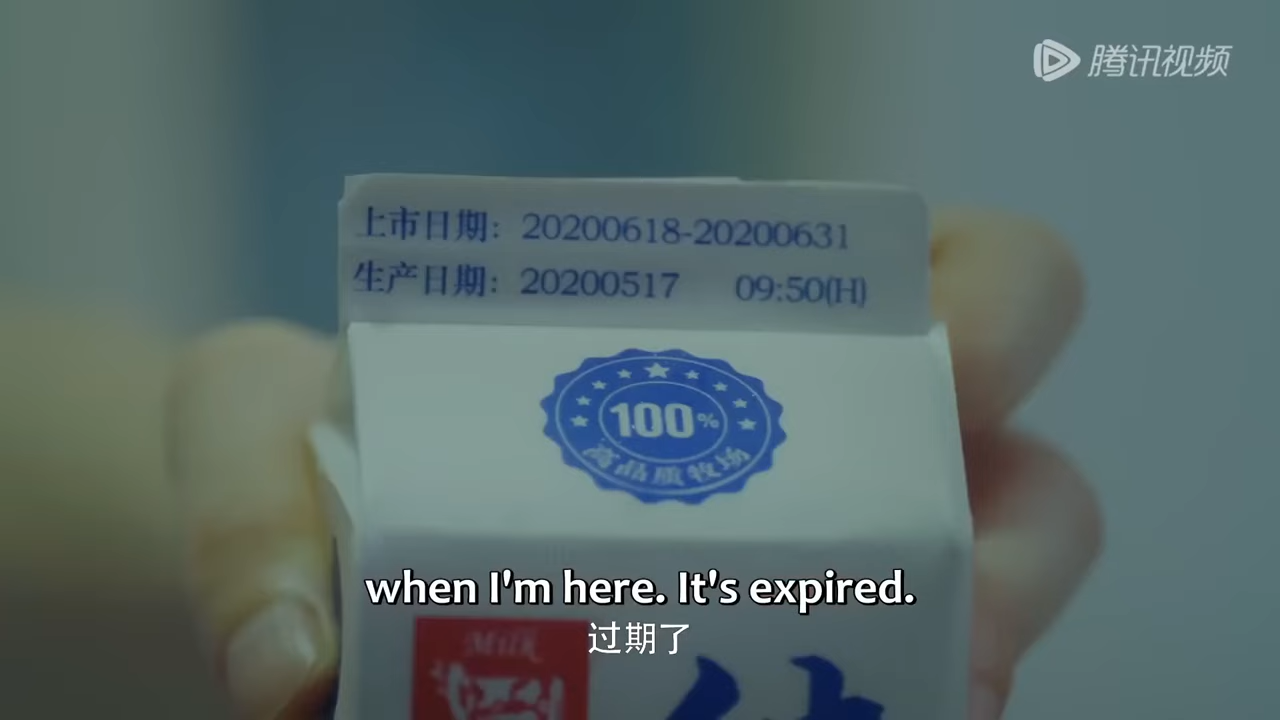 腾讯视频
上市日期：20200618-20200631
生产日期：20200517 09:50(H)
100%
高品质牧场
when I'm here. It's expired.
过期了
Milk